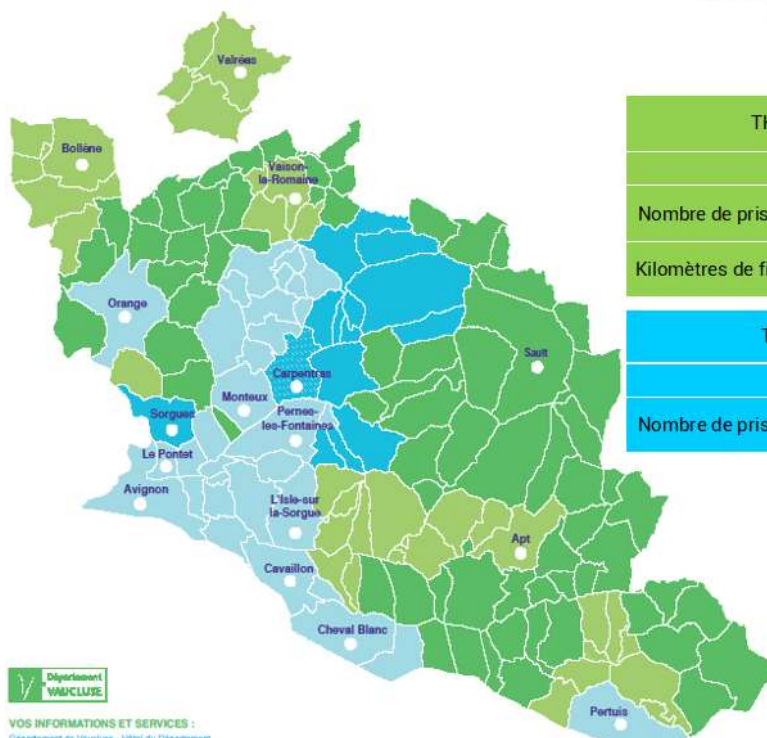 Valréas
Bollène
Vaison-
la-Romaine
Orange
Sault
Carpentras
Monteux
Sorgues
Pernes-
les-Fontaines
Le Pontet
Avignon
L'Isle-sur
la-Sorgue
Apt
Cavaillon
Cheval Blanc
Pertuis
Nombre de pris
Kilomètres de fi
Nombre de pris
Département
VAUCLUSE
VOS INFORMATIONS ET SERVICES :